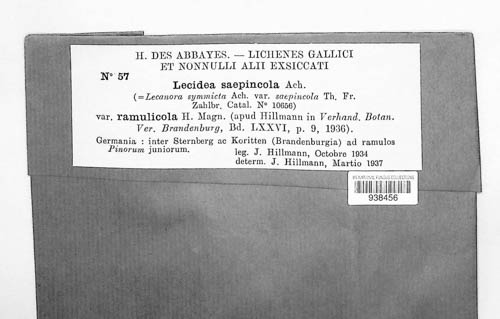 H. DES ABBAYES. — LICHENES GALLICI
ET NONNULLI ALII EXSICCATI
N° 57
Lecidea saepincola Ach.
(= Lecanora symmicta Ach. var. saepincola Th. Fr.
Zahlbr. Catal. N° 10656)
var. ramulicola H. Magn. (apud Hillmann in Verhand. Botan.
Ver. Brandenburg, Bd. LXXVI, p. 9, 1936).
Germania : inter Sternberg ac Koritten (Brandenburgia) ad ramulos
Pinorum juniorum. leg. J. Hillmann, Octobre 1934
determ. J. Hillmann, Martio 1937
938456